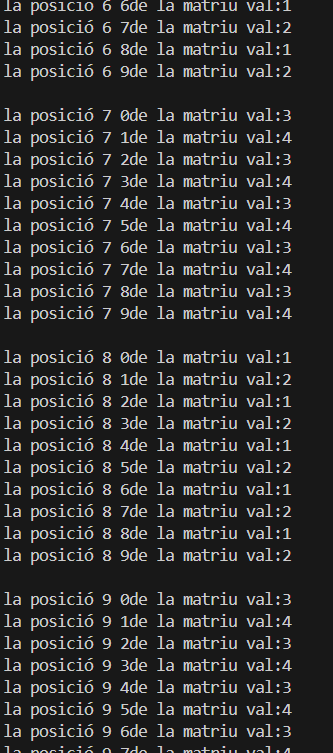 la posició 6 6de la matriu val:1
la posició 6 7de la matriu val:2
la posició 6 8de la matriu val:1
la posició 6 9de la matriu val:2
la posició 7 0de la matriu val:3
la posició 7 1de la matriu val:4
la posició 7 2de la matriu val:3
la posició 7 3de la matriu val:4
la posició 7 4de la matriu val:3
la posició 7 5de la matriu val:4
la posició 7 6de la matriu val:3
la posició 7 7de la matriu val:4
la posició 7 8de la matriu val:3
la posició 7 9de la matriu val:4
la posició 8 0de la matriu val:1
la posició 8 1de la matriu val:2
la posició 8 2de la matriu val:1
la posició 8 3de la matriu val:2
la posició 8 4de la matriu val:1
la posició 8 5de la matriu val:2
la posició 8 6de la matriu val:1
la posició 8 7de la matriu val:2
la posició 8 8de la matriu val:1
la posició 8 9de la matriu val:2
la posició 9 0de la matriu val:3
la posició 9 1de la matriu val:4
la posició 9 2de la matriu val:3
la posició 9 3de la matriu val:4
la posició 9 4de la matriu val:3
la posició 9 5de la matriu val:4
la posició 9 6de la matriu val:3
la posició 9 7de la matriu val:4